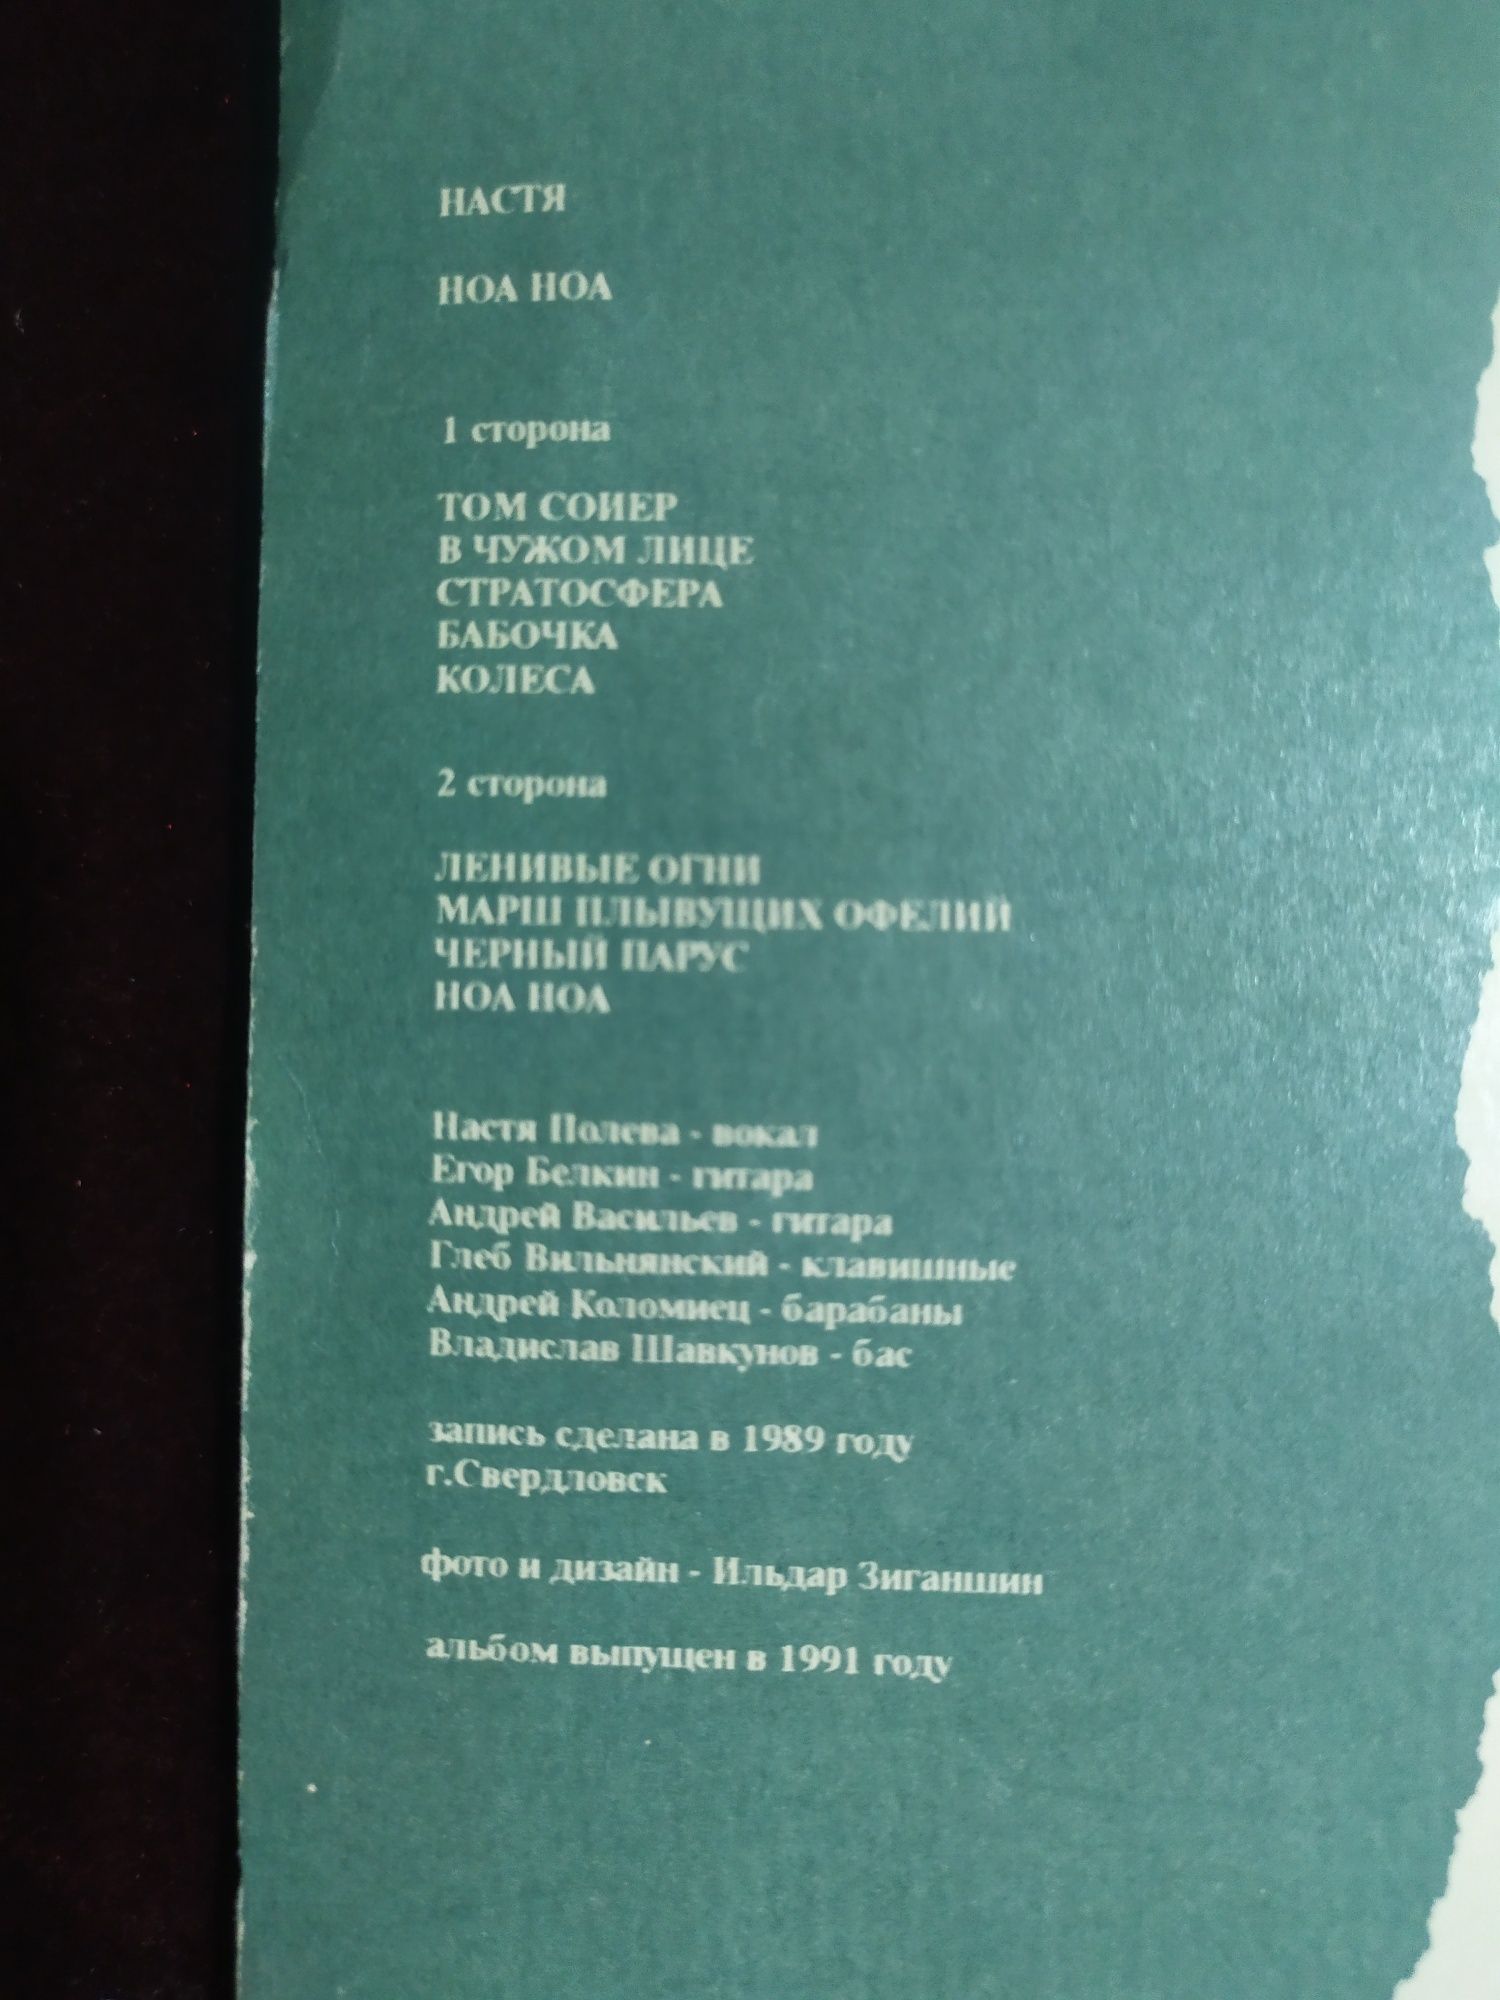 НАСТЯ
НОА НОА
1 сторона
ТОМ СОЙЕР
В ЧУЖОМ ЛИЦЕ
СТРАТОСФЕРА
БАБОЧКА
КОЛЕСА
2 сторона
ЛЕНИВЫЕ ОГНИ
МАРШ ПЛЫВУЩИХ ОФЕЛИЙ
ЧЕРНЫЙ ПАРУС
НОА НОА
Настя Полева - вокал
Егор Белкин - гитара
Андрей Васильев - гитара
Глеб Вильнянский - клавишные
Андрей Коломиец - барабаны
Владислав Шавкунов - бас
запись сделана в 1989 году
г.Свердловск
фото и дизайн - Ильдар Зиганшин
альбом выпущен в 1991 году